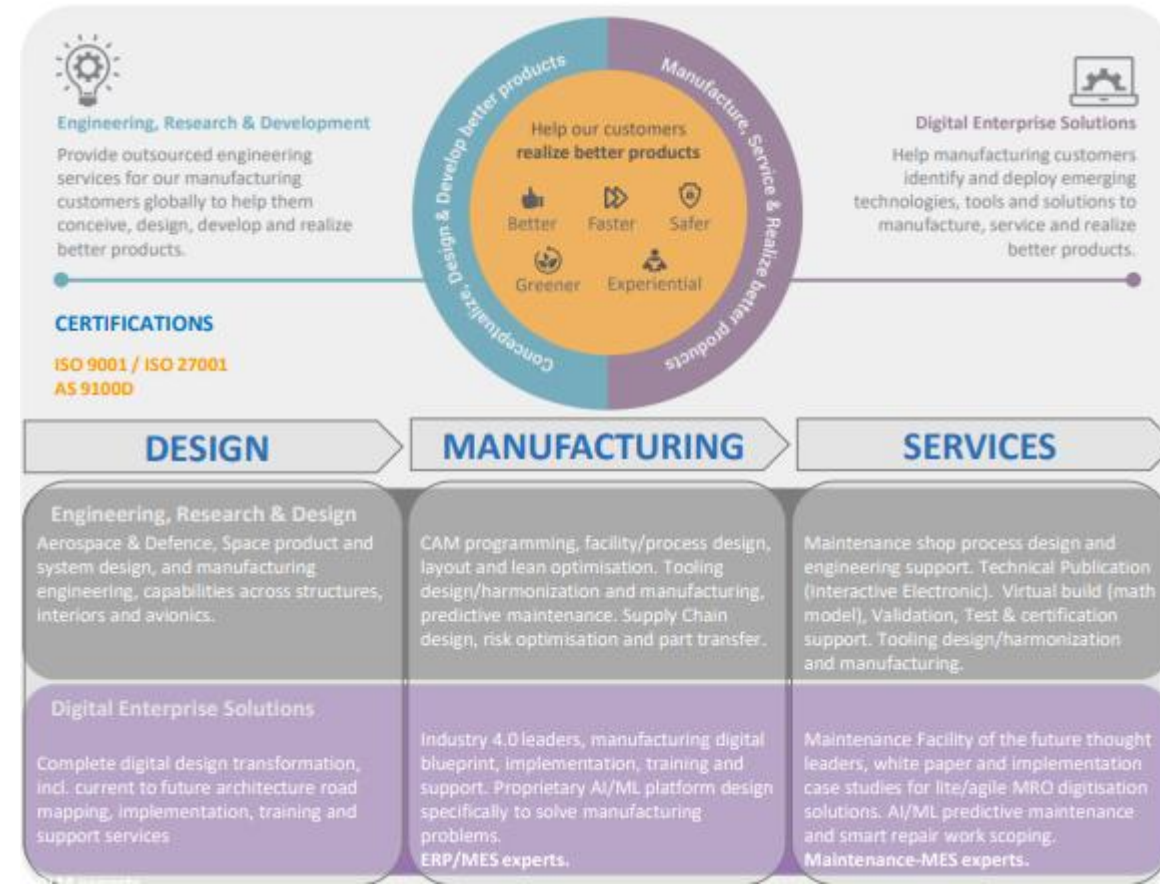 Engineering, Research & Development
Provide outsourced engineering
services for our manufacturing
customers globally to help them
conceive, design, develop and realize
better products.
Conceptualize, Design & Develop better products
Manufacture, Service & Realize better products
Help our customers
realize better products
Better Faster Safer
Greener Experiential
Digital Enterprise Solutions
Help manufacturing customers
identify and deploy emerging
technologies, tools and solutions to
manufacture, service and realize
better products.
CERTIFICATIONS
ISO 9001 / ISO 27001
AS 9100D
DESIGN
MANUFACTURING
SERVICES
Engineering, Research & Design
Aerospace & Defence, Space product and
system design, and manufacturing
engineering, capabilities across structures,
interiors and avionics.
CAM programming, facility/process design,
layout and lean optimisation. Tooling
design/harmonization and manufacturing,
predictive maintenance. Supply Chain
design, risk optimisation and part transfer.
Maintenance shop process design and
engineering support. Technical Publication
(Interactive Electronic). Virtual build (math
model), Validation, Test & certification
support. Tooling design/harmonization
and manufacturing.
Digital Enterprise Solutions
Complete digital design transformation,
incl. current to future architecture road
mapping, implementation, training and
support services
Industry 4.0 leaders, manufacturing digital
blueprint, implementation, training and
support. Proprietary AI/ML platform design
specifically to solve manufacturing
problems.
ERP/MES experts.
Maintenance Facility of the future thought
leaders, white paper and implementation
case studies for lite/agile MRO digitisation
solutions. AI/ML predictive maintenance
and smart repair work scoping.
Maintenance-MES experts.